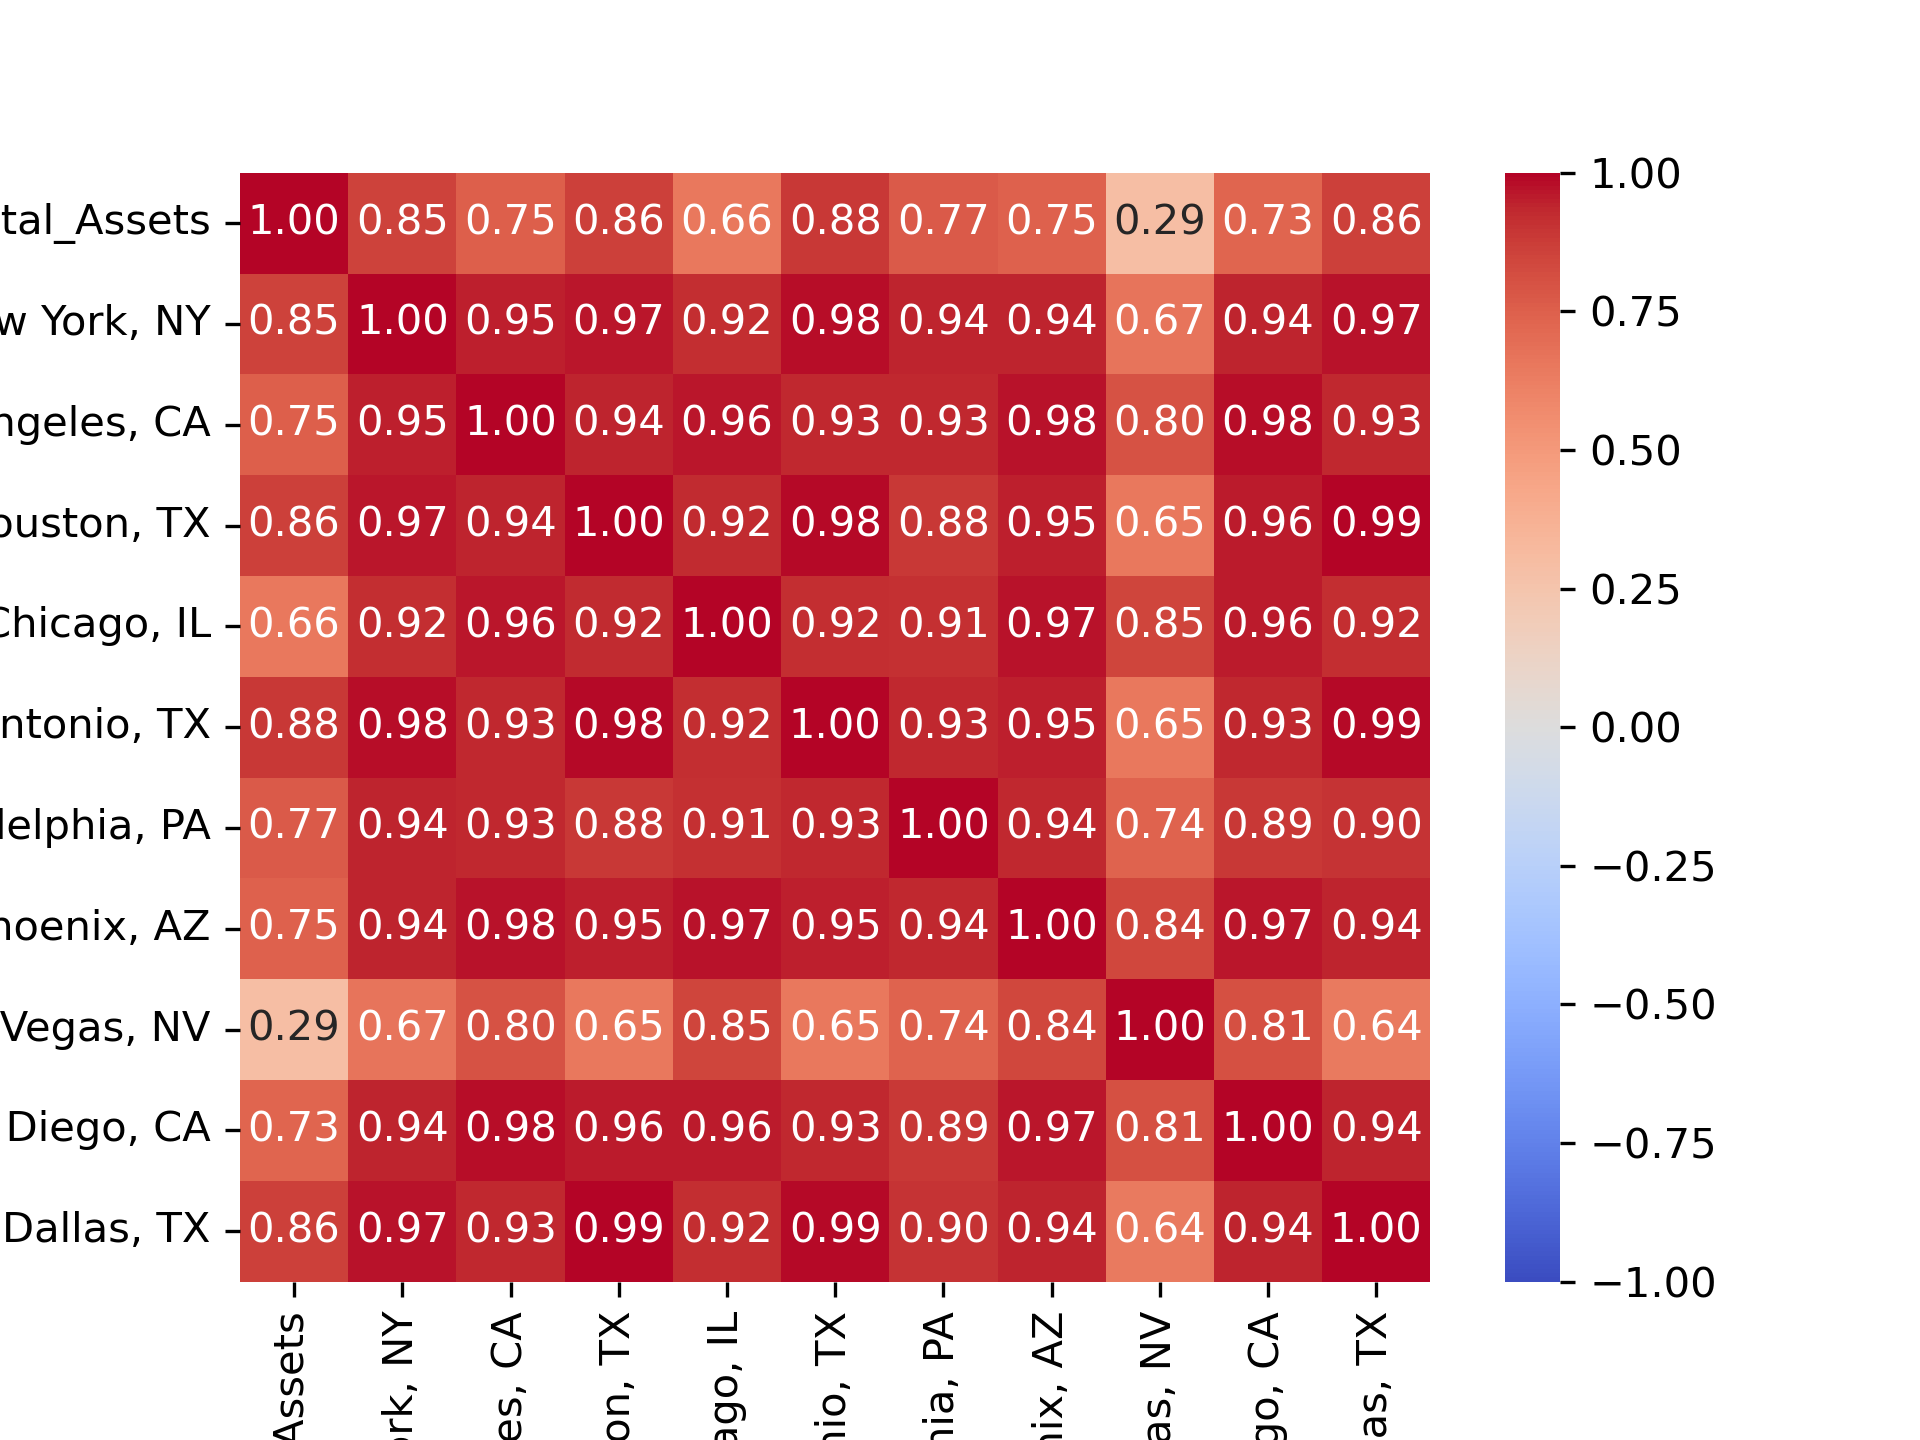 tal_Assets 1.00 0.85 0.75 0.86 0.66 0.88 0.77 0.75 0.29 0.73 0.86
w York, NY 0.85 1.00 0.95 0.97 0.92 0.98 0.94 0.94 0.67 0.94 0.97
ngeles, CA 0.75 0.95 1.00 0.94 0.96 0.93 0.93 0.98 0.80 0.98 0.93
ouston, TX 0.86 0.97 0.94 1.00 0.92 0.98 0.88 0.95 0.65 0.96 0.99
Chicago, IL 0.66 0.92 0.96 0.92 1.00 0.92 0.91 0.97 0.85 0.96 0.92
ntonio, TX 0.88 0.98 0.93 0.98 0.92 1.00 0.93 0.95 0.65 0.93 0.99
delphia, PA 0.77 0.94 0.93 0.88 0.91 0.93 1.00 0.94 0.74 0.89 0.90
hoenix, AZ 0.75 0.94 0.98 0.95 0.97 0.95 0.94 1.00 0.84 0.97 0.94
Vegas, NV 0.29 0.67 0.80 0.65 0.85 0.65 0.74 0.84 1.00 0.81 0.64
Diego, CA 0.73 0.94 0.98 0.96 0.96 0.93 0.89 0.97 0.81 1.00 0.94
Dallas, TX 0.86 0.97 0.93 0.99 0.92 0.99 0.90 0.94 0.64 0.94 1.00
Assets
ork, NY
es, CA
on, TX
ago, IL
nio, TX
nia, PA
nix, AZ
as, NV
go, CA
as, TX
1.00
0.75
0.50
0.25
0.00
−0.25
−0.50
−0.75
−1.00